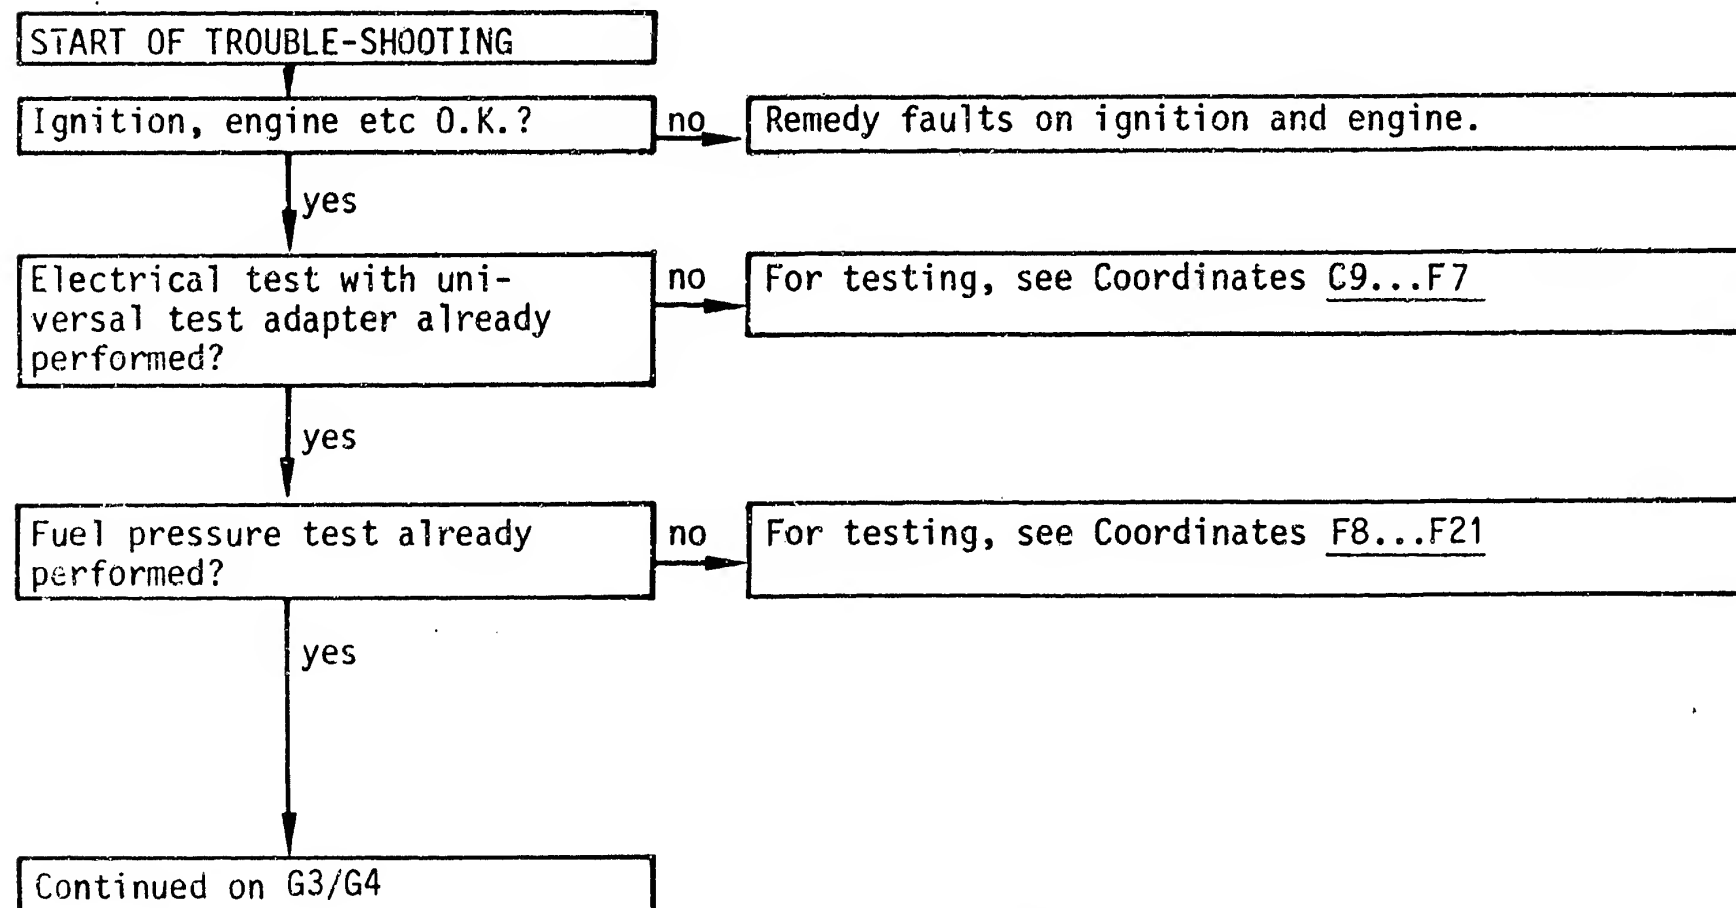 START OF TROUBLE-SHOOTING
Ignition, engine etc O.K.?
no
Remedy faults on ignition and engine.
yes
Electrical test with uni-
versal test adapter already
performed?
no
For testing, see Coordinates C9...F7
yes
Fuel pressure test already
performed?
no
For testing, see Coordinates F8...F21
yes
Continued on G3/G4